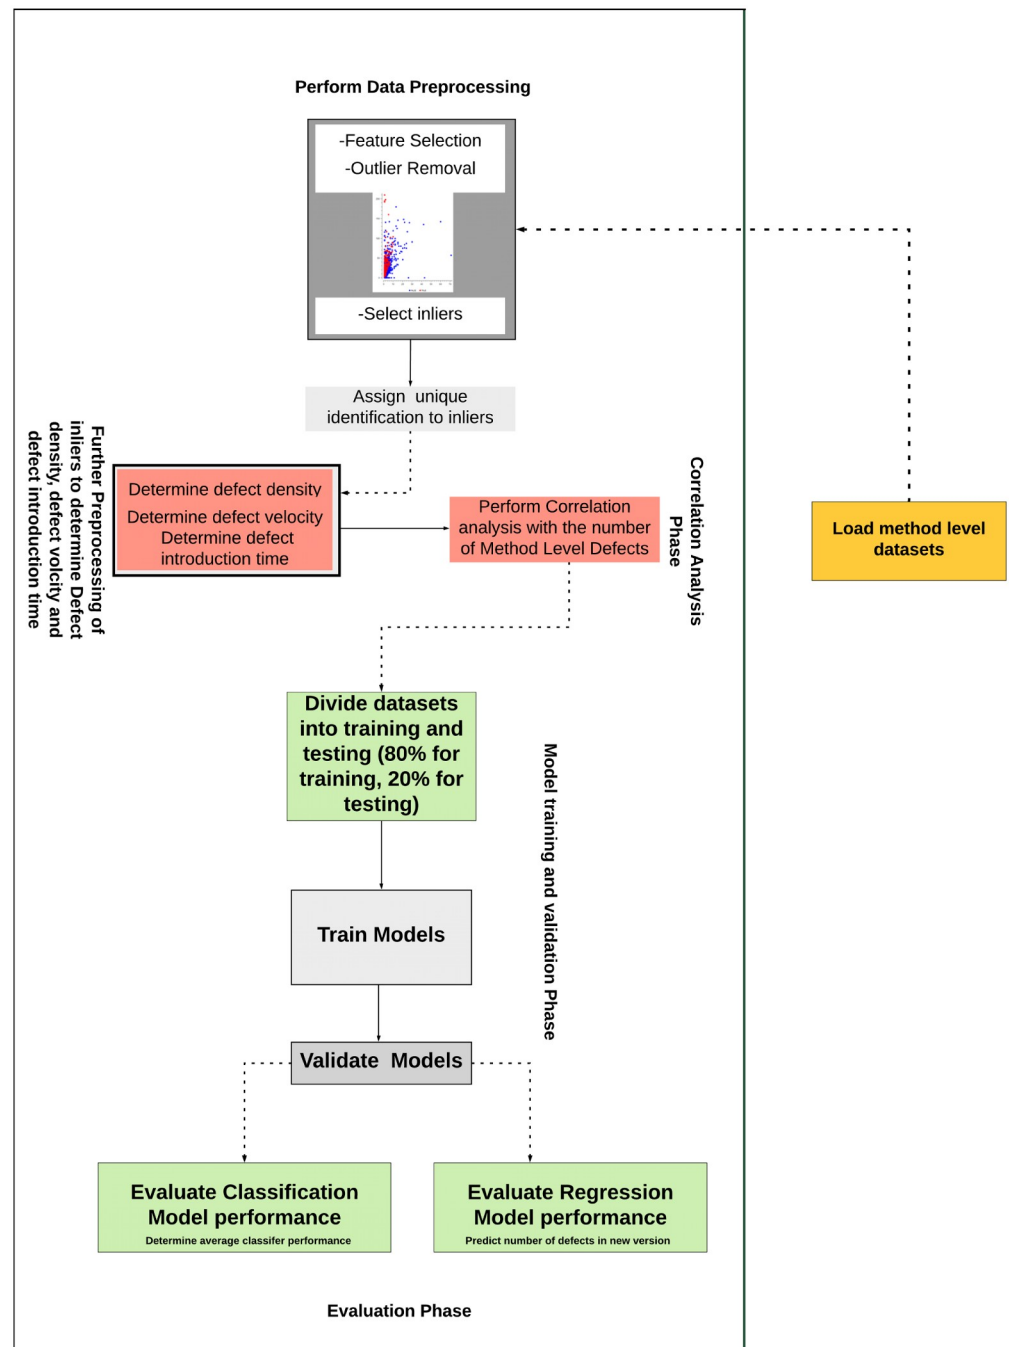 Perform Data Preprocessing
-Feature Selection
-Outlier Removal
-Select inliers
Assign unique
identification to inliers
Further Preprocessing of
inliers to determine Defect
density, defect volcity and
defect introduction time
Determine defect density
Determine defect velocity
Determine defect
introduction time
Perform Correlation
analysis with the number
of Method Level Defects
Correlation Analysis
Phase
Load method level
datasets
Divide datasets
into training and
testing (80% for
training, 20% for
testing)
Model training and validation Phase
Train Models
Validate Models
Evaluate Classification
Model performance
Determine average classifer performance
Evaluate Regression
Model performance
Predict number of defects in new version
Evaluation Phase